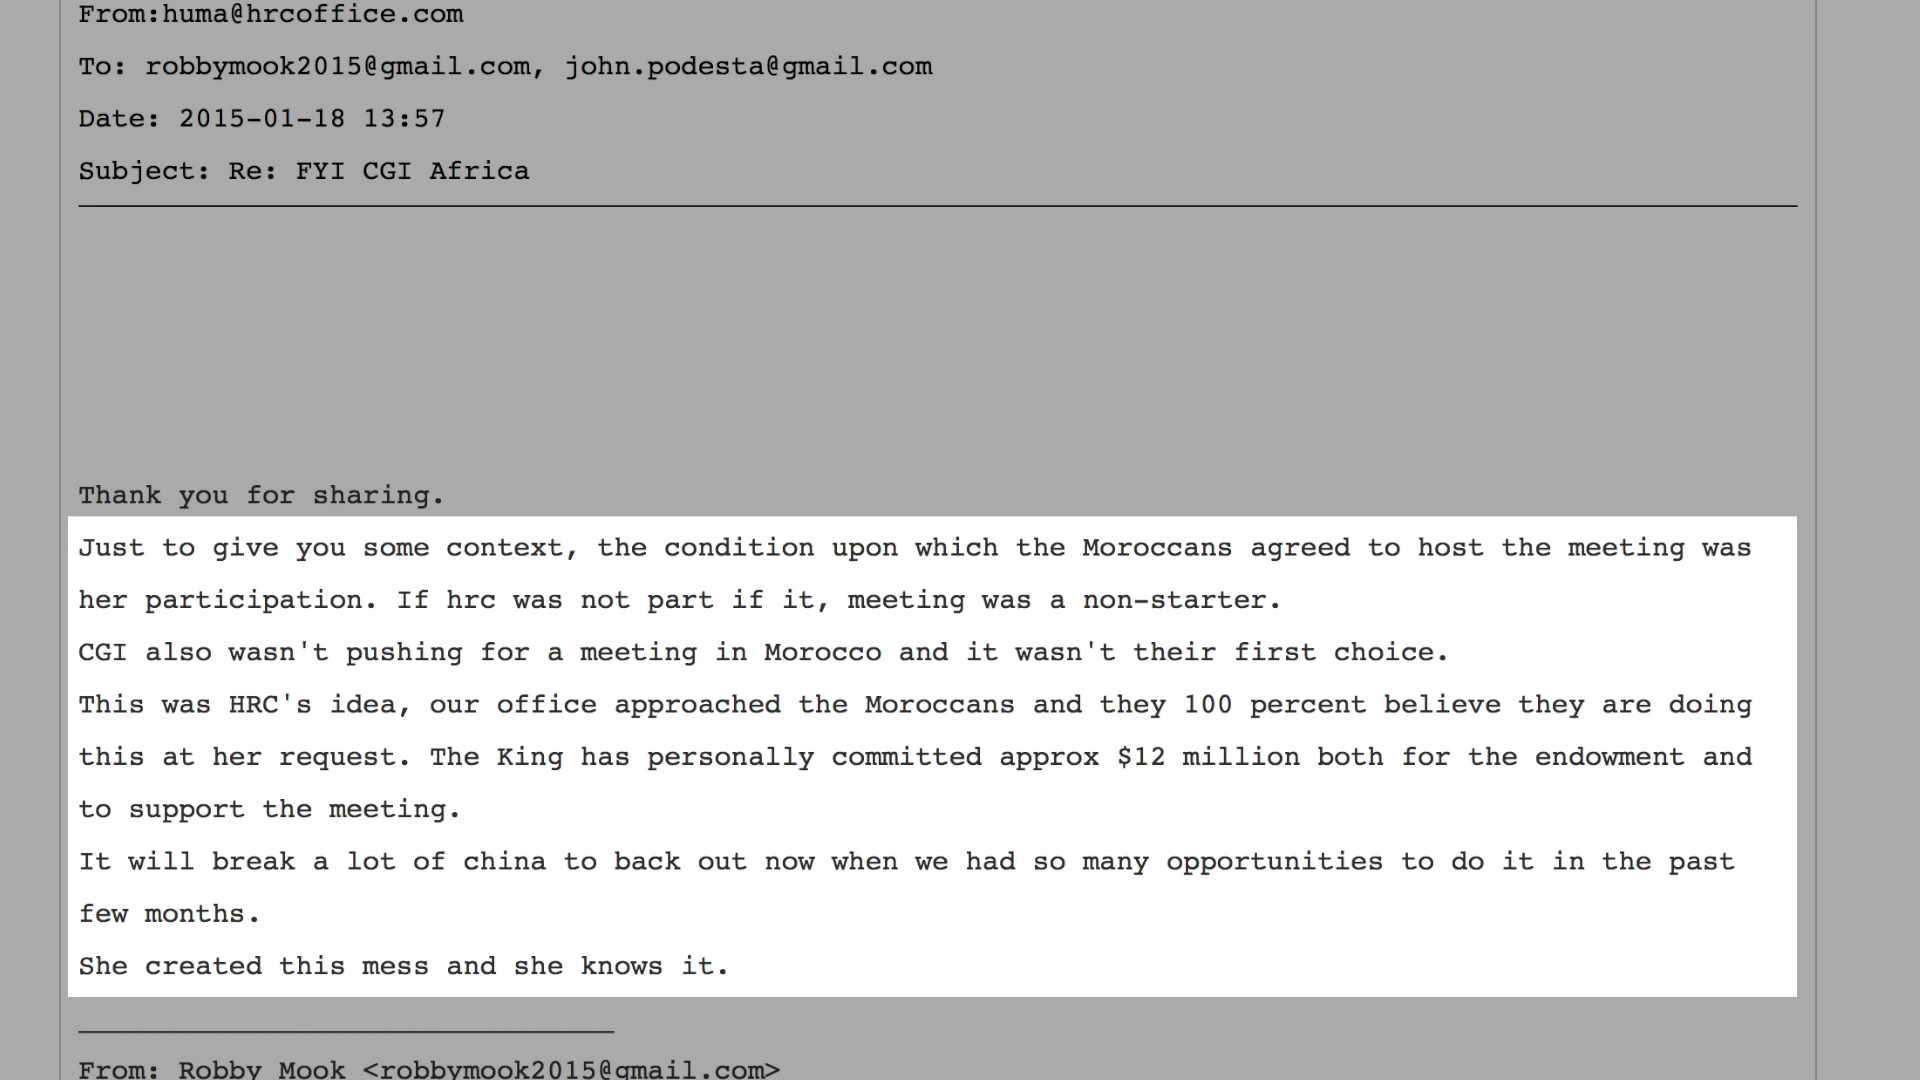 From:huma@hrcoffice.com
To: robbymook2015@gmail.com, john.podesta@gmail.com
Date: 2015-01-18 13:57
Subject: Re: FYI CGI Africa
Thank you for sharing.
Just to give you some context, the condition upon which the Moroccans agreed to host the meeting was
her participation. If hrc was not part if it, meeting was a non-starter.
CGI also wasn't pushing for a meeting in Morocco and it wasn't their first choice.
This was HRC's idea, our office approached the Moroccans and they 100 percent believe they are doing
this at her request. The King has personally committed approx $12 million both for the endowment and
to support the meeting.
It will break a lot of china to back out now when we had so many opportunities to do it in the past
few months.
She created this mess and she knows it.
From: Robby Mook <robbymook2015@gmail.com>